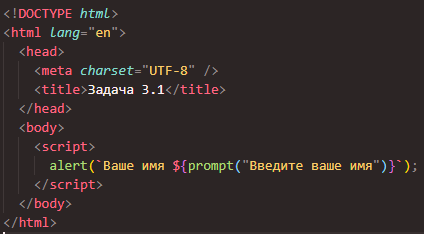 <!DOCTYPE html>
<html lang="en">
  <head>
    <meta charset="UTF-8" />
    <title>Задача 3.1</title>
  </head>
  <body>
    <script>
      alert(`Ваше имя ${prompt("Введите ваше имя")}`);
    </script>
  </body>
</html>